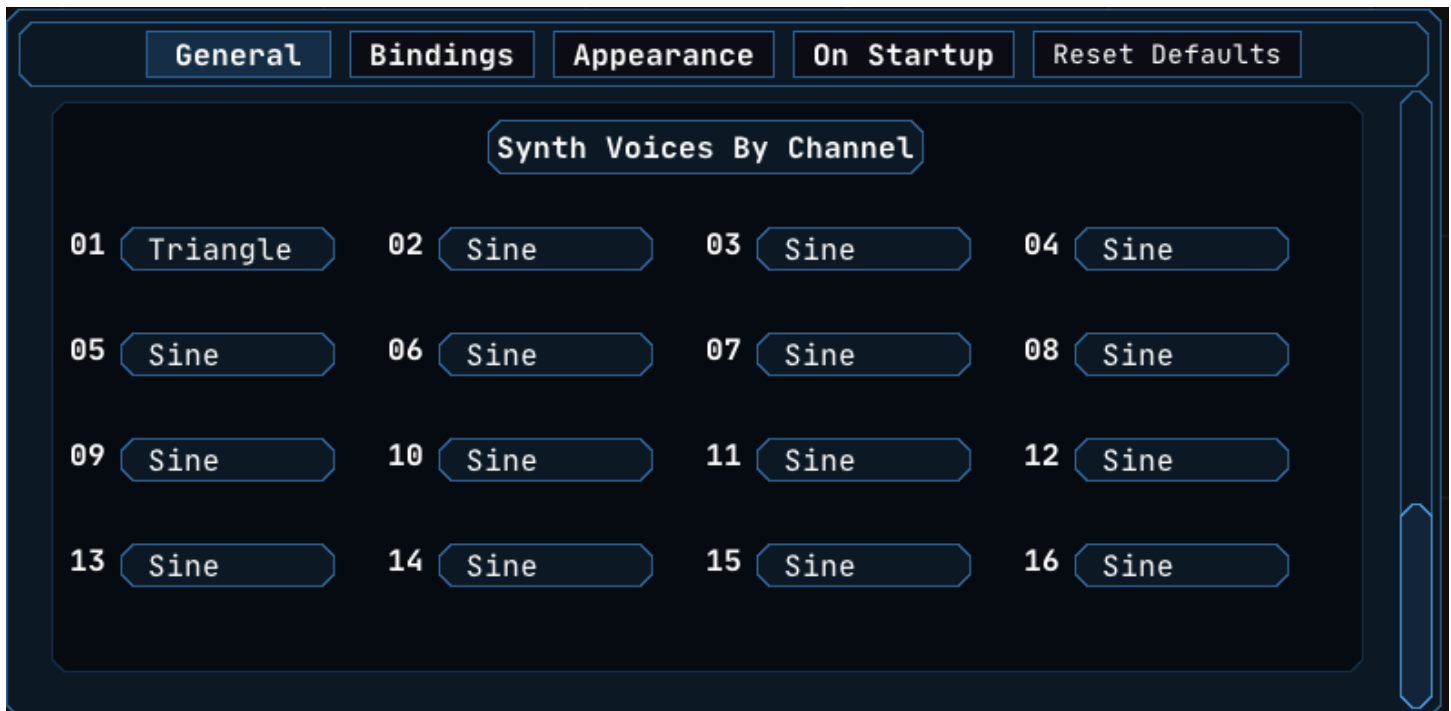 General Bindings Appearance On Startup Reset Defaults
Synth Voices By Channel
01 Triangle 02 Sine 03 Sine 04 Sine
05 Sine 06 Sine 07 Sine 08 Sine
09 Sine 10 Sine 11 Sine 12 Sine
13 Sine 14 Sine 15 Sine 16 Sine